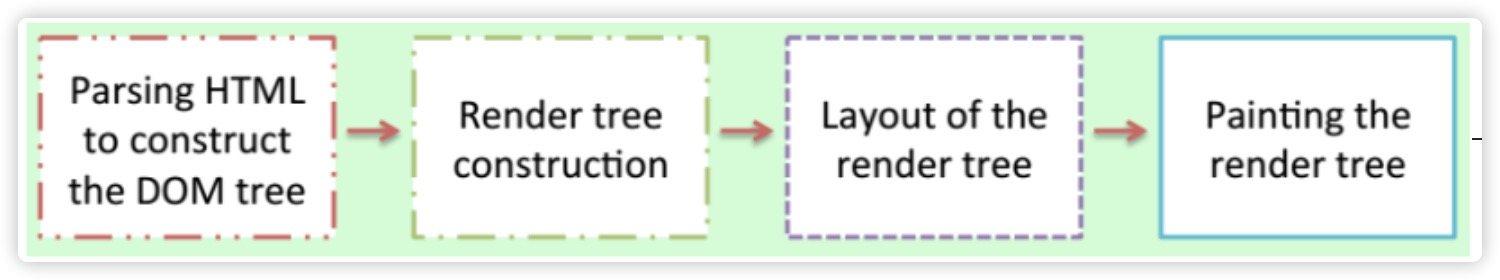 Parsing HTML
to construct
the DOM tree
Render tree
construction
Layout of the
render tree
Painting the
render tree